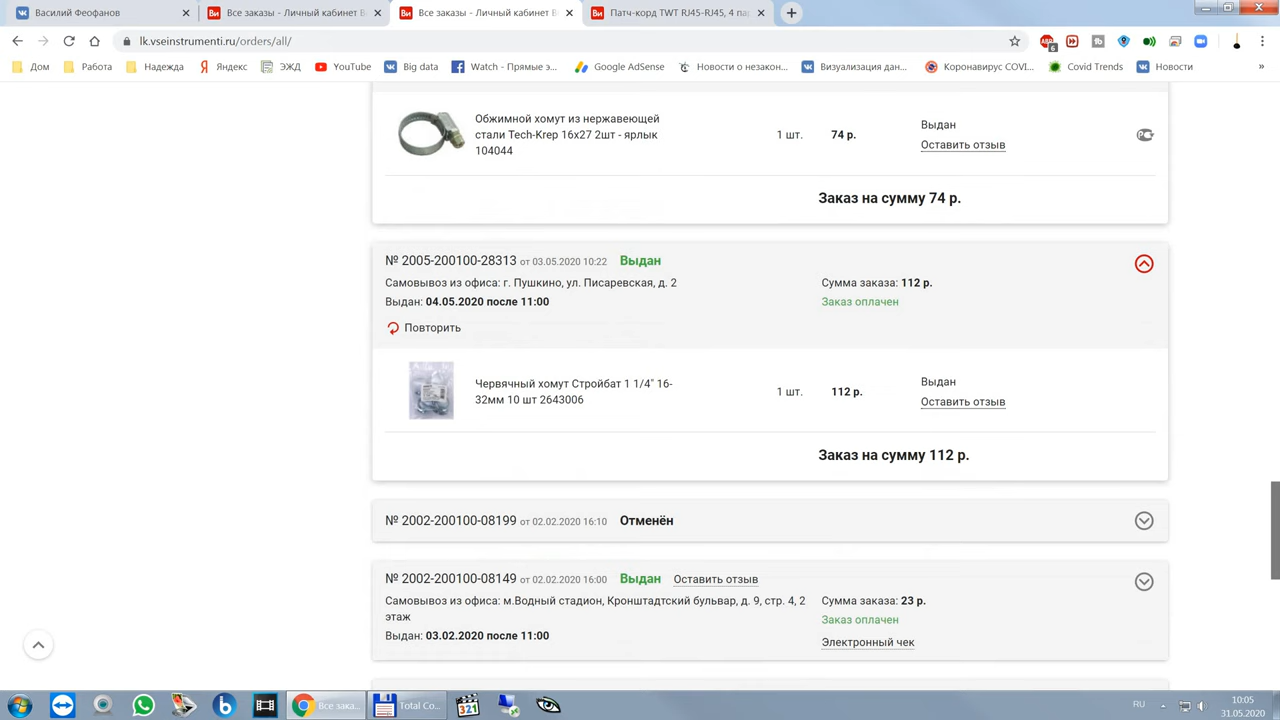 Василий Феофанов
Все заказы - Личный кабинет В
Все заказы - Личный кабинет В
Патч-корд TWT RJ45-RJ45, 4 па
lk.vseinstrumenti.ru/orders/all/
6
Дом
Работа
Надежда
Яндекс
ЭЖД
YouTube
Big data
Watch - Прямые э...
Google AdSense
Новости о незакон...
Визуализация дан...
Коронавирус COVI...
Covid Trends
Новости
»
Обжимной хомут из нержавеющей
стали Tech-Krep 16x27 2шт - ярлык
104044
1 шт.
74 р.
Выдан
Оставить отзыв
Заказ на сумму 74 р.
№ 2005-200100-28313 от 03.05.2020 10:22 Выдан
Самовывоз из офиса: г. Пушкино, ул. Писаревская, д. 2
Сумма заказа: 112 р.
Выдан: 04.05.2020 после 11:00
Заказ оплачен
Повторить
Червячный хомут Стройбат 1 1/4" 16-
32мм 10 шт 2643006
1 шт.
112 р.
Выдан
Оставить отзыв
Заказ на сумму 112 р.
№ 2002-200100-08199 от 02.02.2020 16:10 Отменён
№ 2002-200100-08149 от 02.02.2020 16:00 Выдан Оставить отзыв
Самовывоз из офиса: м.Водный стадион, Кронштадтский бульвар, д. 9, стр. 4, 2
этаж
Сумма заказа: 23 р.
Заказ оплачен
Выдан: 03.02.2020 после 11:00
Электронный чек
Все зака...
Total Co...
321
RU
10:05
31.05.2020